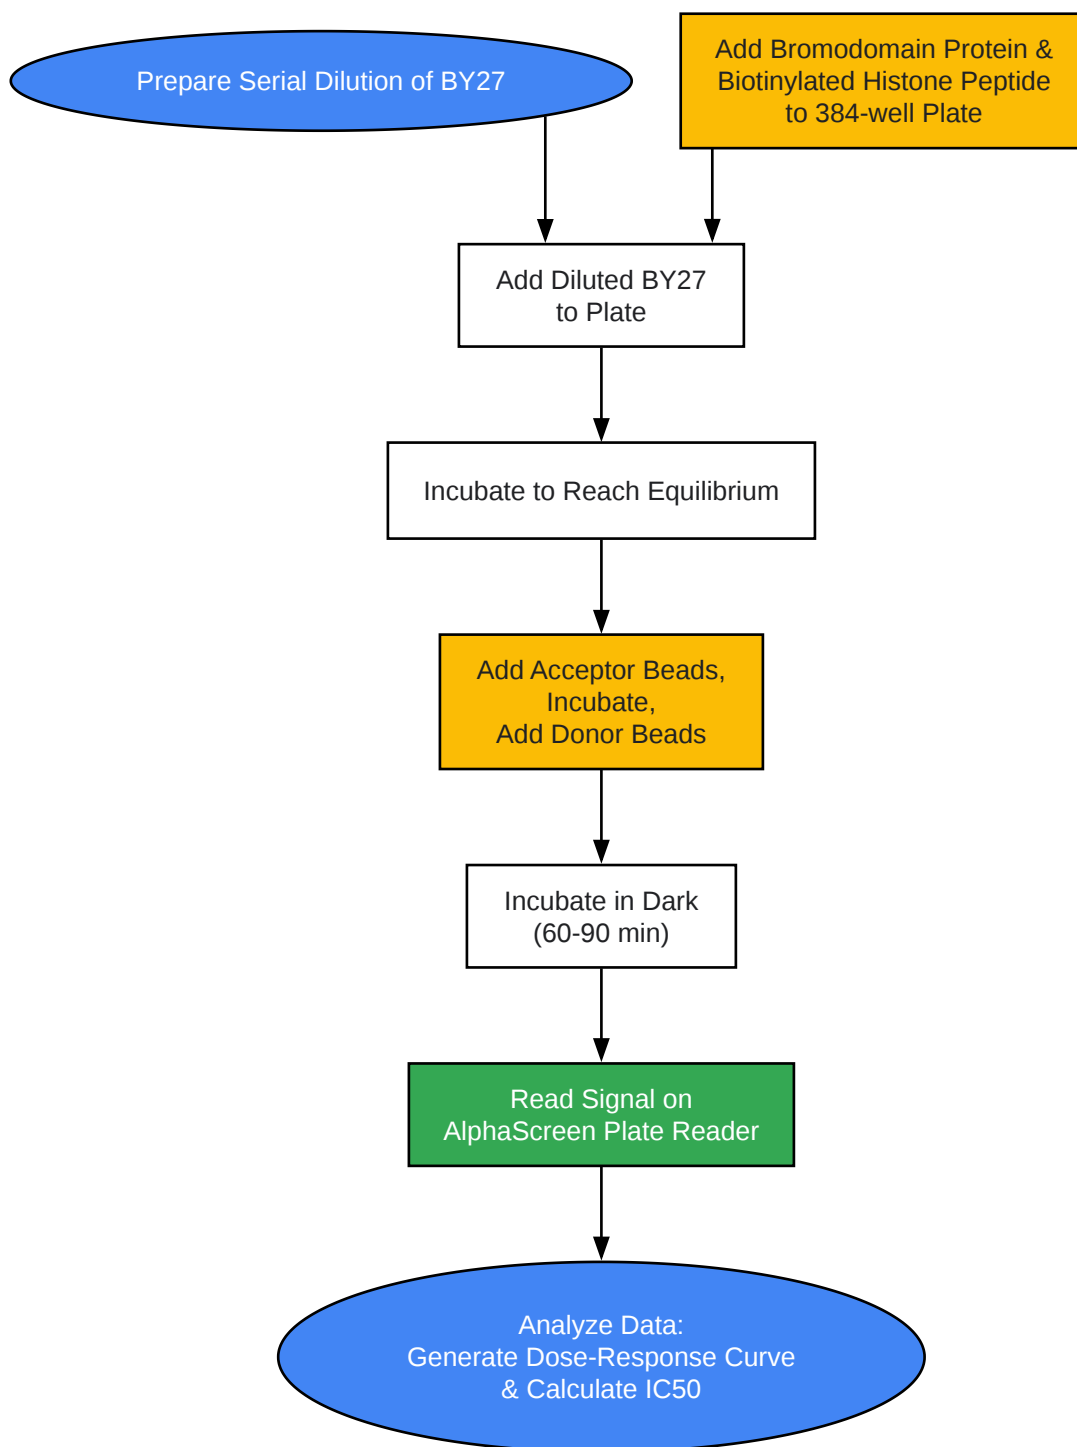 Prepare Serial Dilution of BY27
Add Bromodomain Protein &
Biotinylated Histone Peptide
to 384-well Plate
Add Diluted BY27
to Plate
Incubate to Reach Equilibrium
Add Acceptor Beads,
Incubate,
Add Donor Beads
Incubate in Dark
(60-90 min)
Read Signal on
AlphaScreen Plate Reader
Analyze Data:
Generate Dose-Response Curve
& Calculate IC50